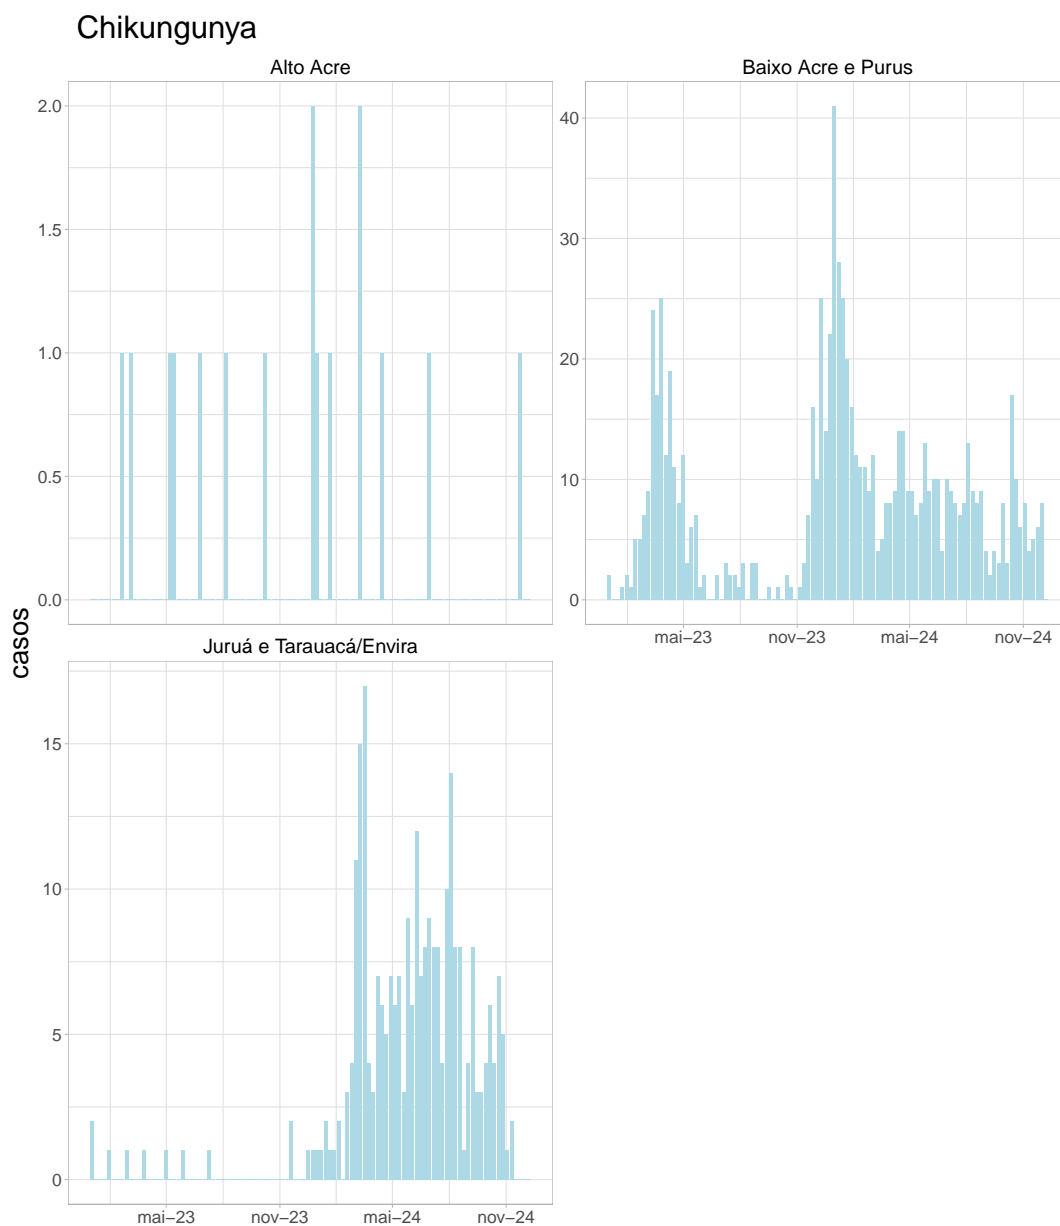 Chikungunya
Alto Acre
Baixo Acre e Purus
2.0
1.5
1.0
0.5
0.0
40
30
20
10
0
mai–23
nov–23
mai–24
nov–24
casos
Juruá e Tarauacá/Envira
15
10
5
0
mai–23
nov–23
mai–24
nov–24